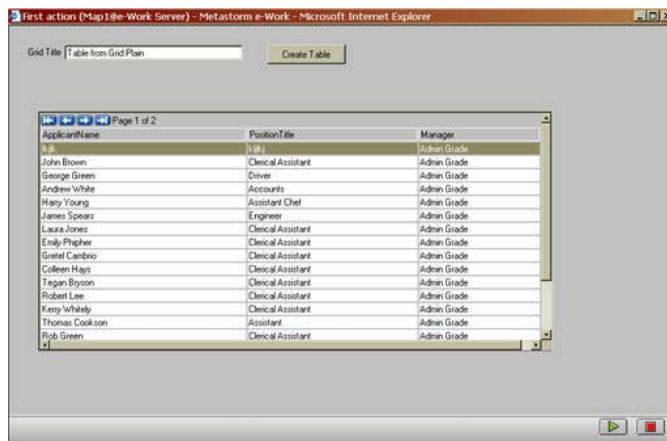 First action (Map1@e-Work Server) - Metastorm e-Work - Microsoft Internet Explorer
Grid Title Table from Grid Plain Create Table
Page 1 of 2
ApplicantName PositionTitle Manager
Admin Grade
John Brown Clerical Assistant Admin Grade
George Green Driver Admin Grade
Andrew White Accounts Admin Grade
Harry Young Assistant Chef Admin Grade
James Spears Engineer Admin Grade
Laura Jones Clerical Assistant Admin Grade
Emily Phipher Clerical Assistant Admin Grade
Gretel Cambrio Clerical Assistant Admin Grade
Colleen Hays Clerical Assistant Admin Grade
Tegan Bryson Clerical Assistant Admin Grade
Robert Lee Clerical Assistant Admin Grade
Kerry Whitely Clerical Assistant Admin Grade
Thomas Cookson Assistant Admin Grade
Rob Green Clerical Assistant Admin Grade